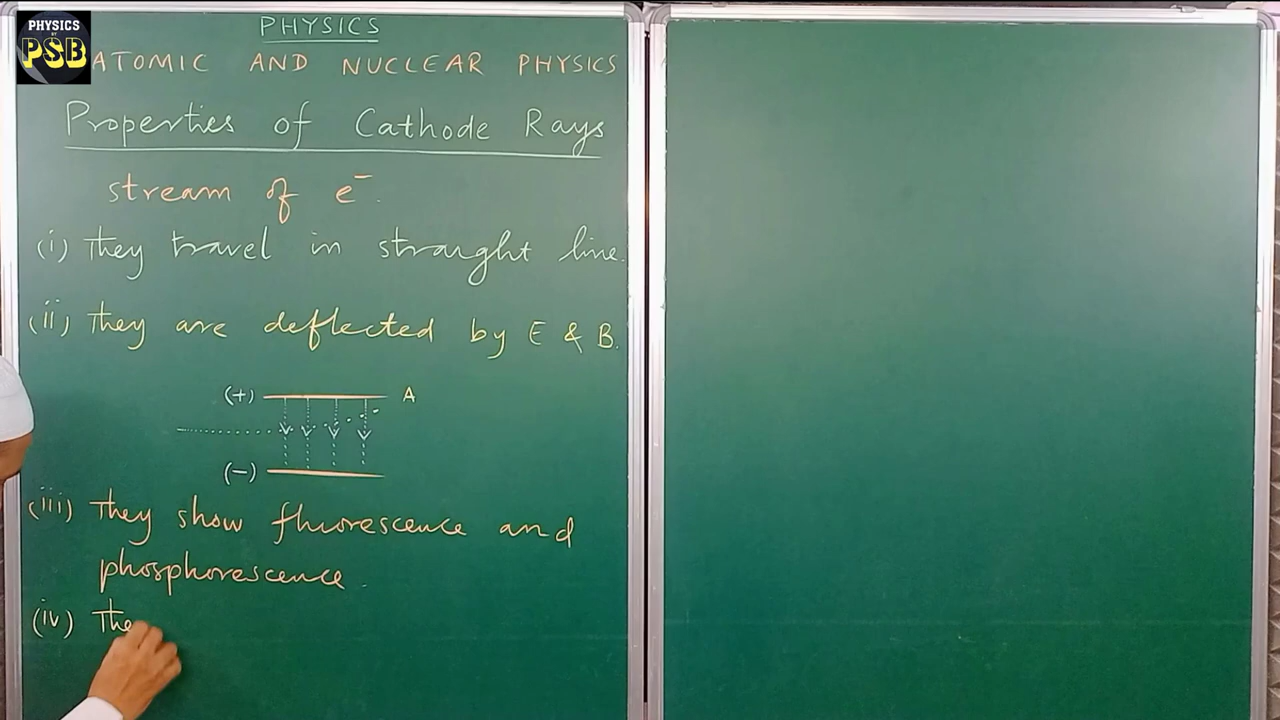 PHYSICS
BY
PSB
PHYSICS
ATOMIC AND NUCLEAR PHYSICS
Properties of Cathode Rays
stream of e⁻.
(i) They travel in straight line.
(ii) They are deflected by E & B.
(+) A
(−)
(iii) They show fluorescence and
phosphorescence.
(iv) The